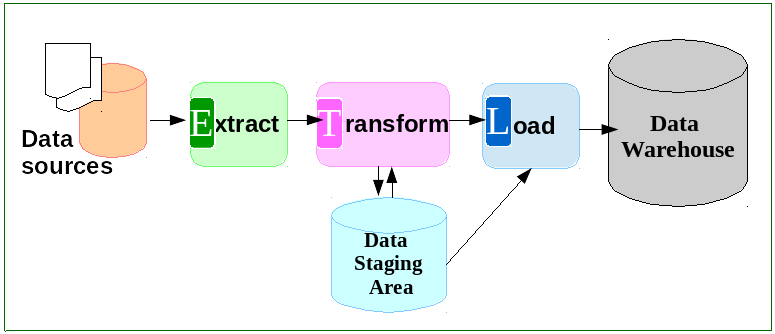 Data
sources
Extract
Transform
Load
Data
Warehouse
Data
Staging
Area